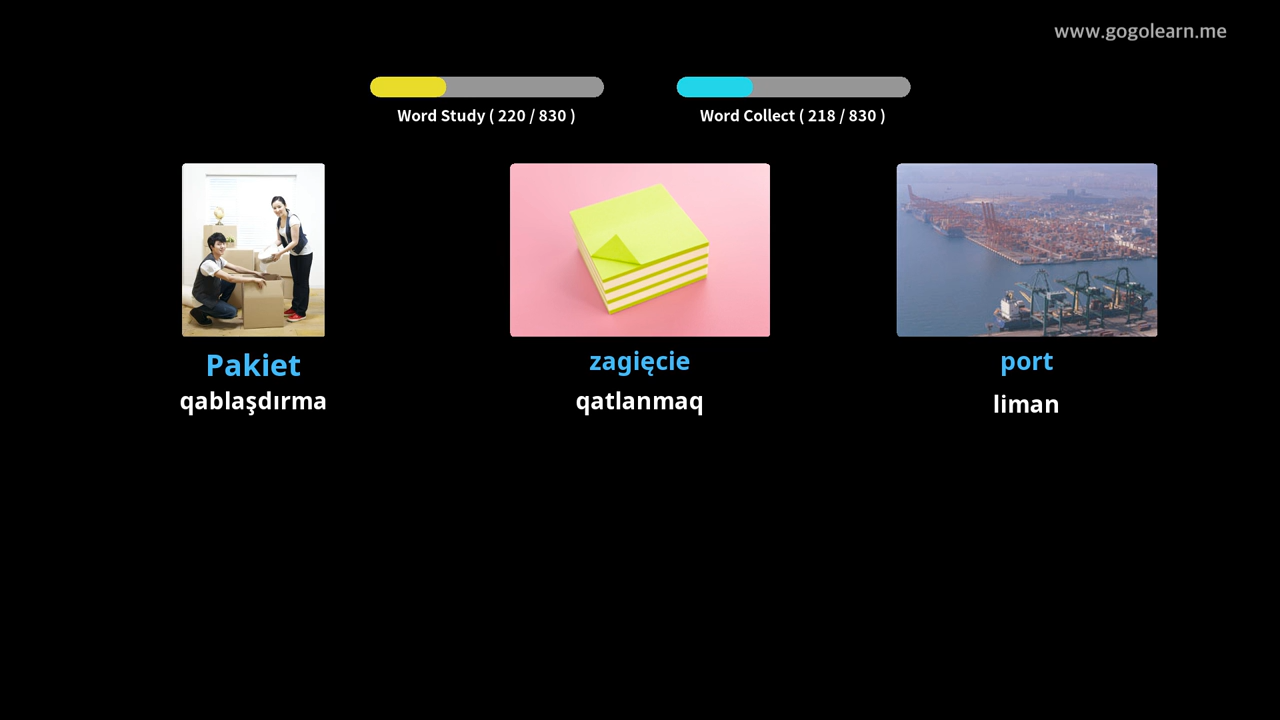 www.gogolearn.me
Word Study ( 220 / 830 )
Word Collect ( 218 / 830 )
Pakiet
qablaşdırma
zagięcie
qatlanmaq
port
liman